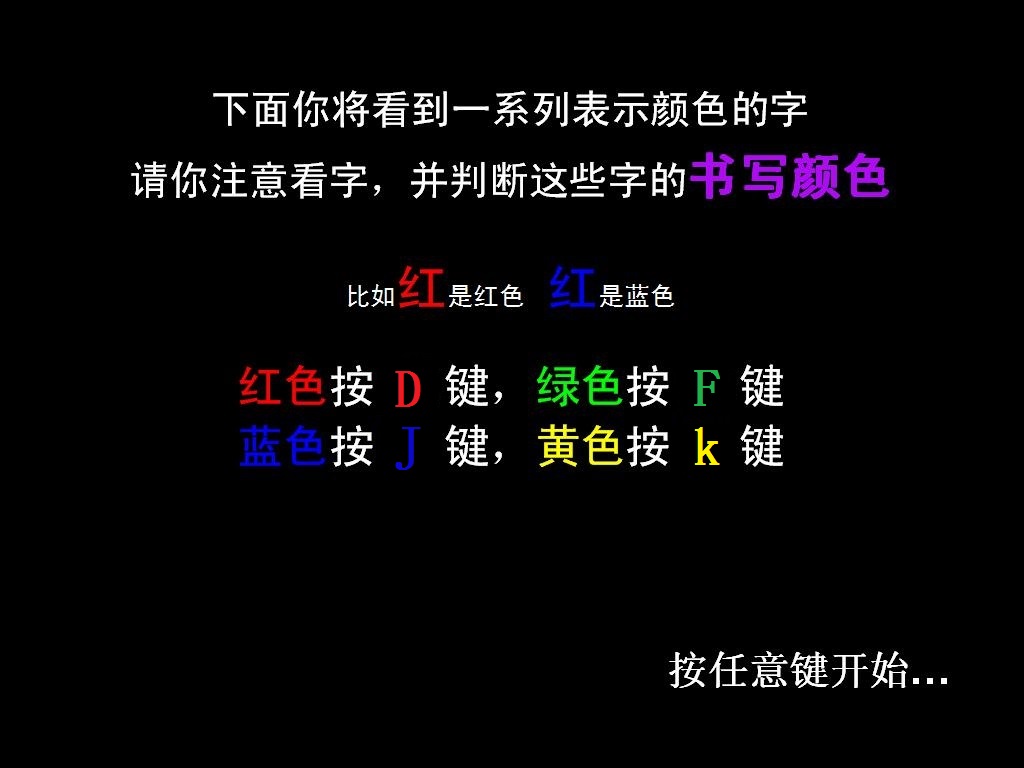 下面你将看到一系列表示颜色的字
请你注意看字，并判断这些字的书写颜色
比如红是红色 红是蓝色
红色按 D 键，绿色按 F 键
蓝色按 J 键，黄色按 k 键
按任意键开始...